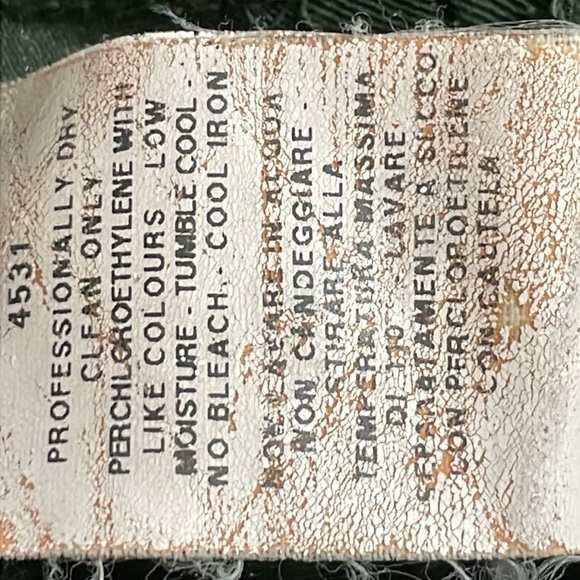 4531
PROFESSIONALLY DRY
CLEAN ONLY
PERCHLOROETHYLENE WITH
LIKE COLOURS LOW
MOISTURE - TUMBLE COOL -
NO BLEACH - COOL IRON
NON LAVARE IN ACQUA
NON CANDEGGIARE -
STIRARE ALLA
TEMPERATURA MASSIMA
DI 110 - LAVARE
SEPARATAMENTE A SECCO
CON PERCLOROETILENE
CON CAUTELA